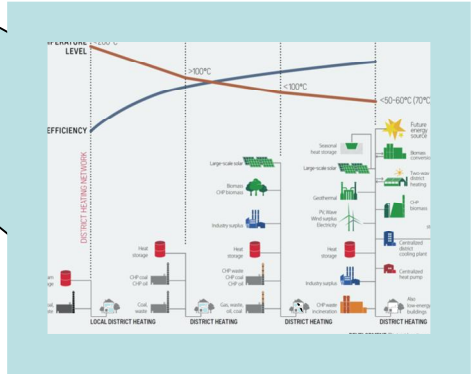 LEVEL
>100°C
<100°C
<50-60°C (70°C
EFFICIENCY
DISTRICT HEATING NETWORK
Future
energy
source
Seasonal
heat storage
Biomass
Large-scale solar
Large-scale solar
Two-way
district
heating
Biomass
CHP biomass
Geothermal
CHP
biomass
PV, Wave
Wind surplus
Electricity
Industry surplus
Centralized
district
cooling plant
Heat
storage
Heat
storage
Heat
storage
Centralized
heat pump
CHP coal
CHP oil
CHP waste
CHP coal
CHP oil
Industry surplus
Coal,
waste
Gas, waste,
oil, coal
CHP waste
incineration
Also
low-energy
buildings
LOCAL DISTRICT HEATING
DISTRICT HEATING
DISTRICT HEATING
DISTRICT HEATING